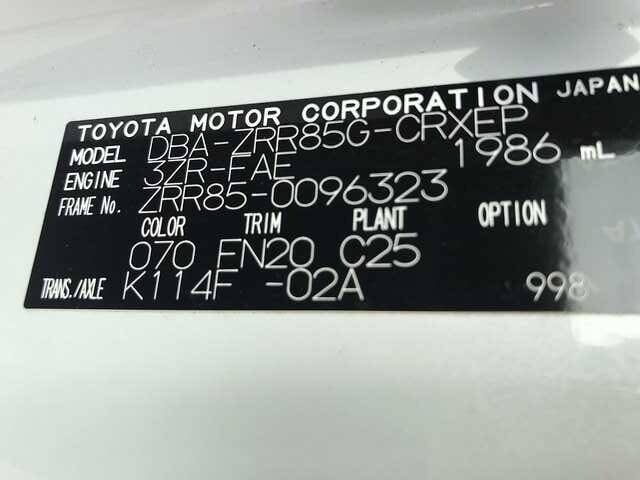 TOYOTA MOTOR CORPORATION JAPAN
MODEL DBA-ZRR85G-CRXEP
ENGINE 3ZR-FAE 1986 mL
FRAME No. ZRR85-0096323
COLOR TRIM PLANT OPTION
070 FN20 C25
TRANS./AXLE K114F -02A 998